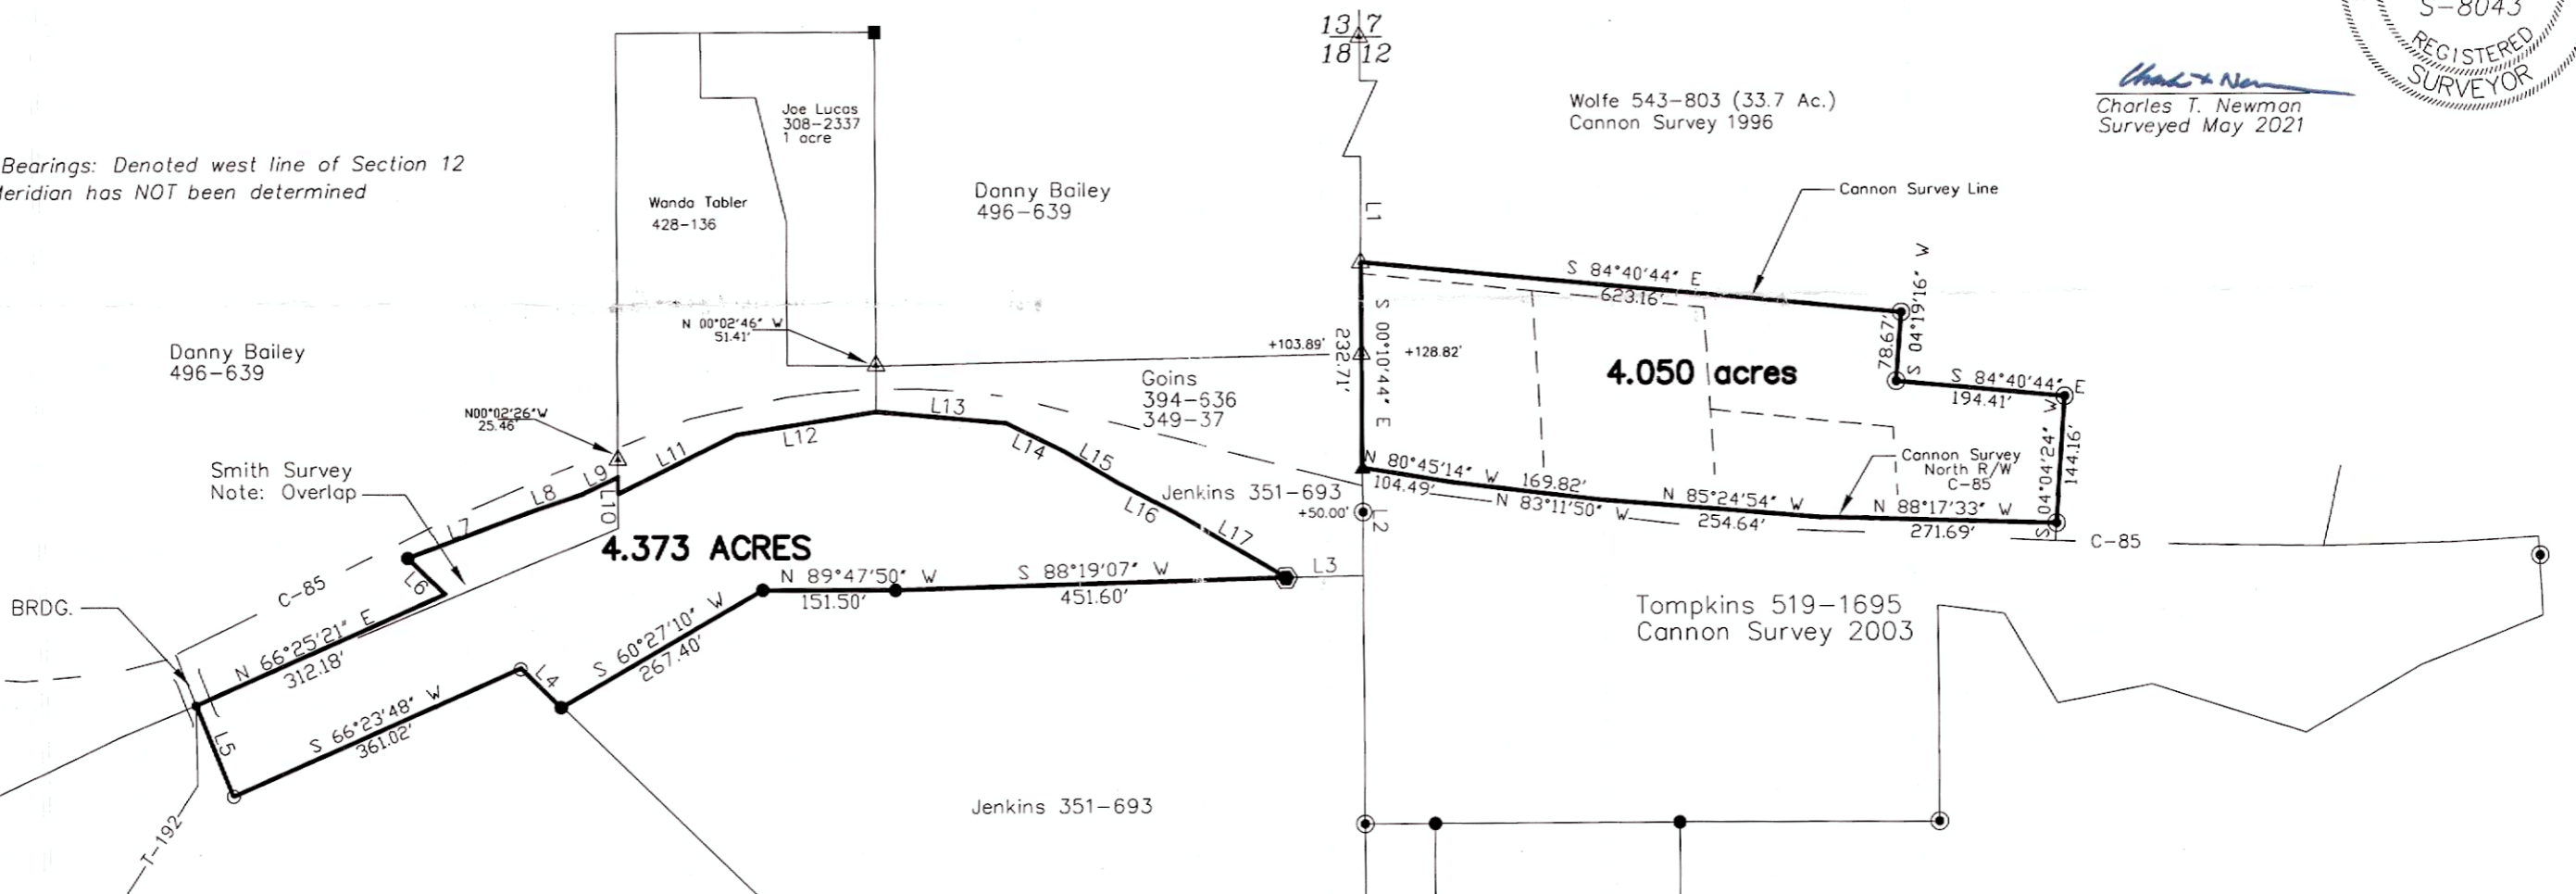 13 7
18 12
S-8043
REGISTERED
SURVEYOR
Charles T. Newman
Surveyed May 2021
Wolfe 543-803 (33.7 Ac.)
Cannon Survey 1996
Joe Lucas
308-2337
1 acre
Bearings: Denoted west line of Section 12
Meridian has NOT been determined
Wanda Tabler
428-136
Danny Bailey
496-639
L1
Cannon Survey Line
S 84°40'44" E
623.16'
S 04°19'16" W
78.67'
N 00°02'46" W
51.41'
+103.89'
+128.82'
S 00°10'44" E
232.71'
4.050 acres
Danny Bailey
496-639
Goins
394-636
349-37
S 84°40'44" E
194.41'
N00°02'26"W
25.46'
L13
L12
L14
L11
L15
L9
L8
L10
L7
L6
L16
L17
Smith Survey
Note: Overlap
4.373 ACRES
Jenkins 351-693
+50.00'
L2
L3
N 80°45'14" W
104.49'
169.82'
N 83°11'50" W
N 85°24'54" W
254.64'
Cannon Survey
North R/W
C-85
N 88°17'33" W
271.69'
S 04°04'24" W
144.16'
C-85
N 89°47'50" W
151.50'
S 88°19'07" W
451.60'
C-85
BRDG.
N 66°25'21" E
312.18'
S 60°27'10" W
267.40'
L4
S 66°23'48" W
361.02'
L5
T-192
Tompkins 519-1695
Cannon Survey 2003
Jenkins 351-693